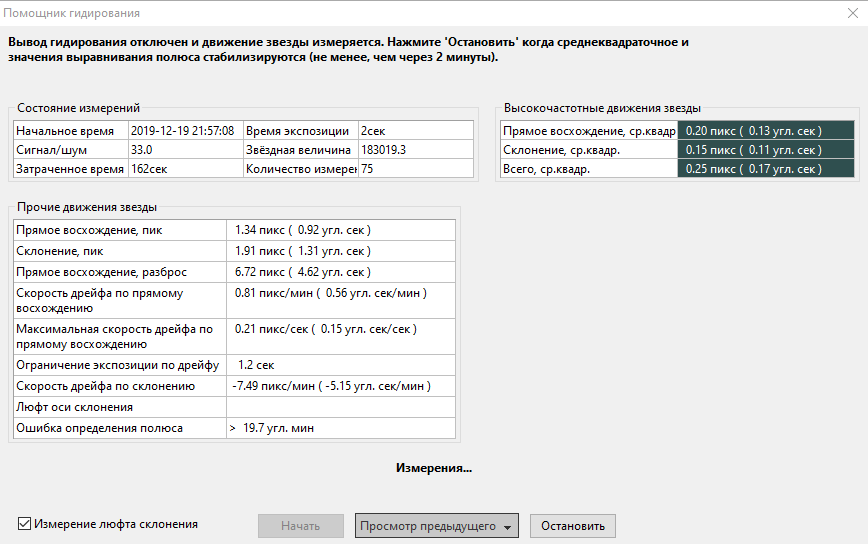 Помощник гидирования
Вывод гидирования отключен и движение звезды измеряется. Нажмите 'Остановить' когда среднеквадраточное и
значения выравнивания полюса стабилизируются (не менее, чем через 2 минуты).
Состояние измерений
Начальное время 2019-12-19 21:57:08 Время экспозиции 2сек
Сигнал/шум 33.0 Звёздная величина 183019.3
Затраченное время 162сек Количество измерен 75
Высокочастотные движения звезды
Прямое восхождение, ср.квадр 0.20 пикс ( 0.13 угл. сек )
Склонение, ср.квадр. 0.15 пикс ( 0.11 угл. сек )
Всего, ср.квадр. 0.25 пикс ( 0.17 угл. сек )
Прочие движения звезды
Прямое восхождение, пик 1.34 пикс ( 0.92 угл. сек )
Склонение, пик 1.91 пикс ( 1.31 угл. сек )
Прямое восхождение, разброс 6.72 пикс ( 4.62 угл. сек )
Скорость дрейфа по прямому 0.81 пикс/мин ( 0.56 угл. сек/мин )
восхождению
Максимальная скорость дрейфа по 0.21 пикс/сек ( 0.15 угл. сек/сек )
прямому восхождению
Ограничение экспозиции по дрейфу 1.2 сек
Скорость дрейфа по склонению -7.49 пикс/мин ( -5.15 угл. сек/мин )
Люфт оси склонения
Ошибка определения полюса > 19.7 угл. мин
Измерения...
Измерение люфта склонения Начать Просмотр предыдущего Остановить